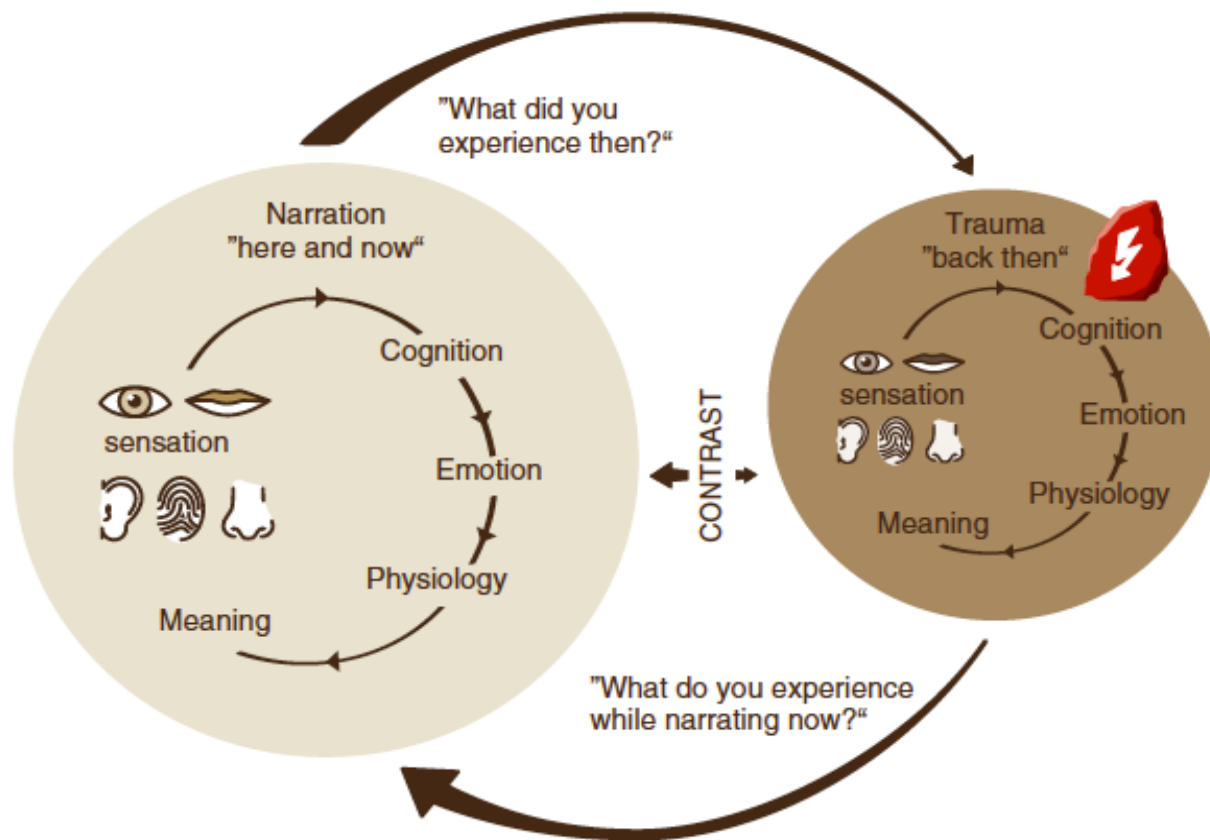 ”What did you
experience then?“
Narration
”here and now“
Cognition
sensation
Emotion
Physiology
Meaning
CONTRAST
Trauma
”back then“
Cognition
sensation
Emotion
Physiology
Meaning
”What do you experience
while narrating now?“